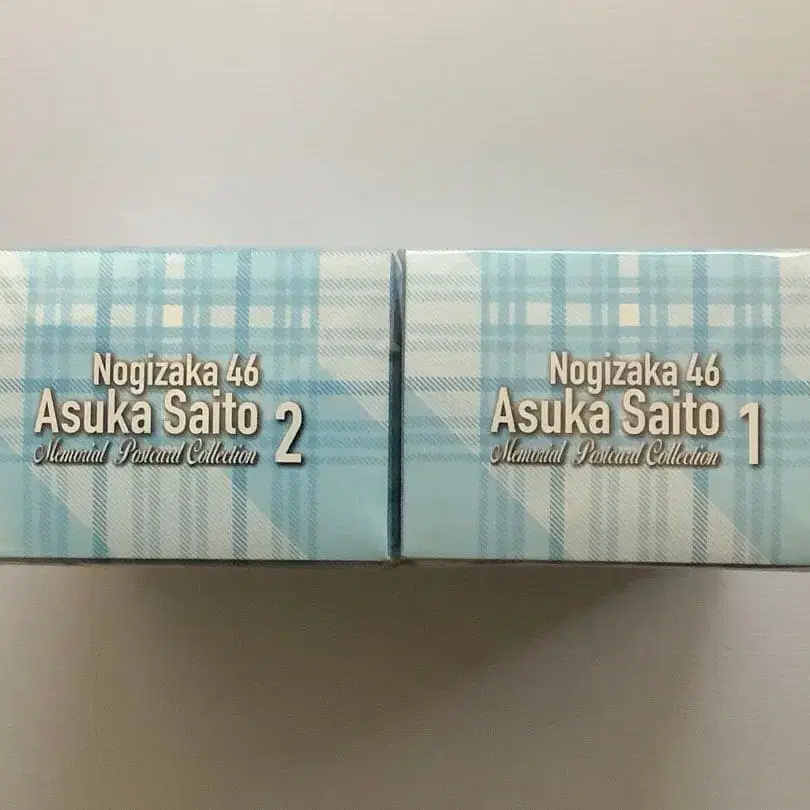 Nogizaka 46
Asuka Saito 2
Memorial Postcard Collection
Nogizaka 46
Asuka Saito 1
Memorial Postcard Collection